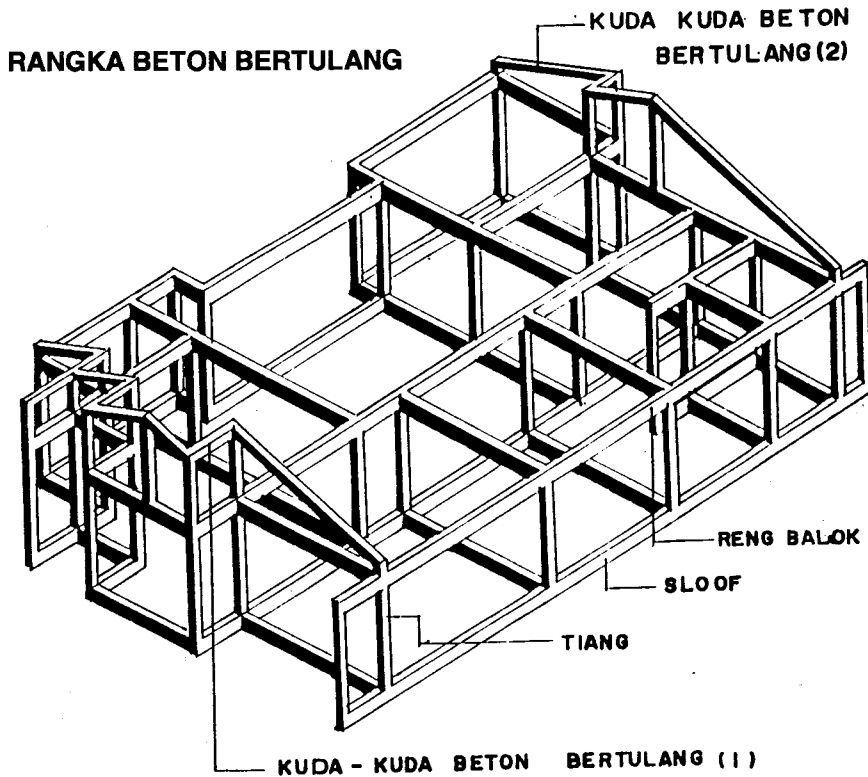 RANGKA BETON BERTULANG
KUDA KUDA BETON
BERTULANG (2)
RENG BALOK
SLOOF
TIANG
KUDA - KUDA BETON BERTULANG (1)